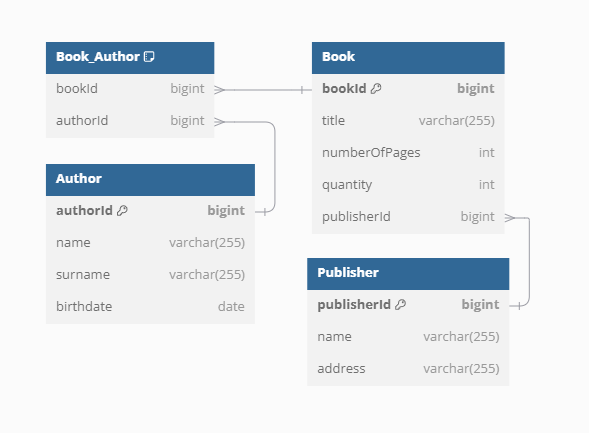 Book_Author
bookId bigint
authorId bigint
Author
authorId bigint
name varchar(255)
surname varchar(255)
birthdate date
Book
bookId bigint
title varchar(255)
numberOfPages int
quantity int
publisherId bigint
Publisher
publisherId bigint
name varchar(255)
address varchar(255)